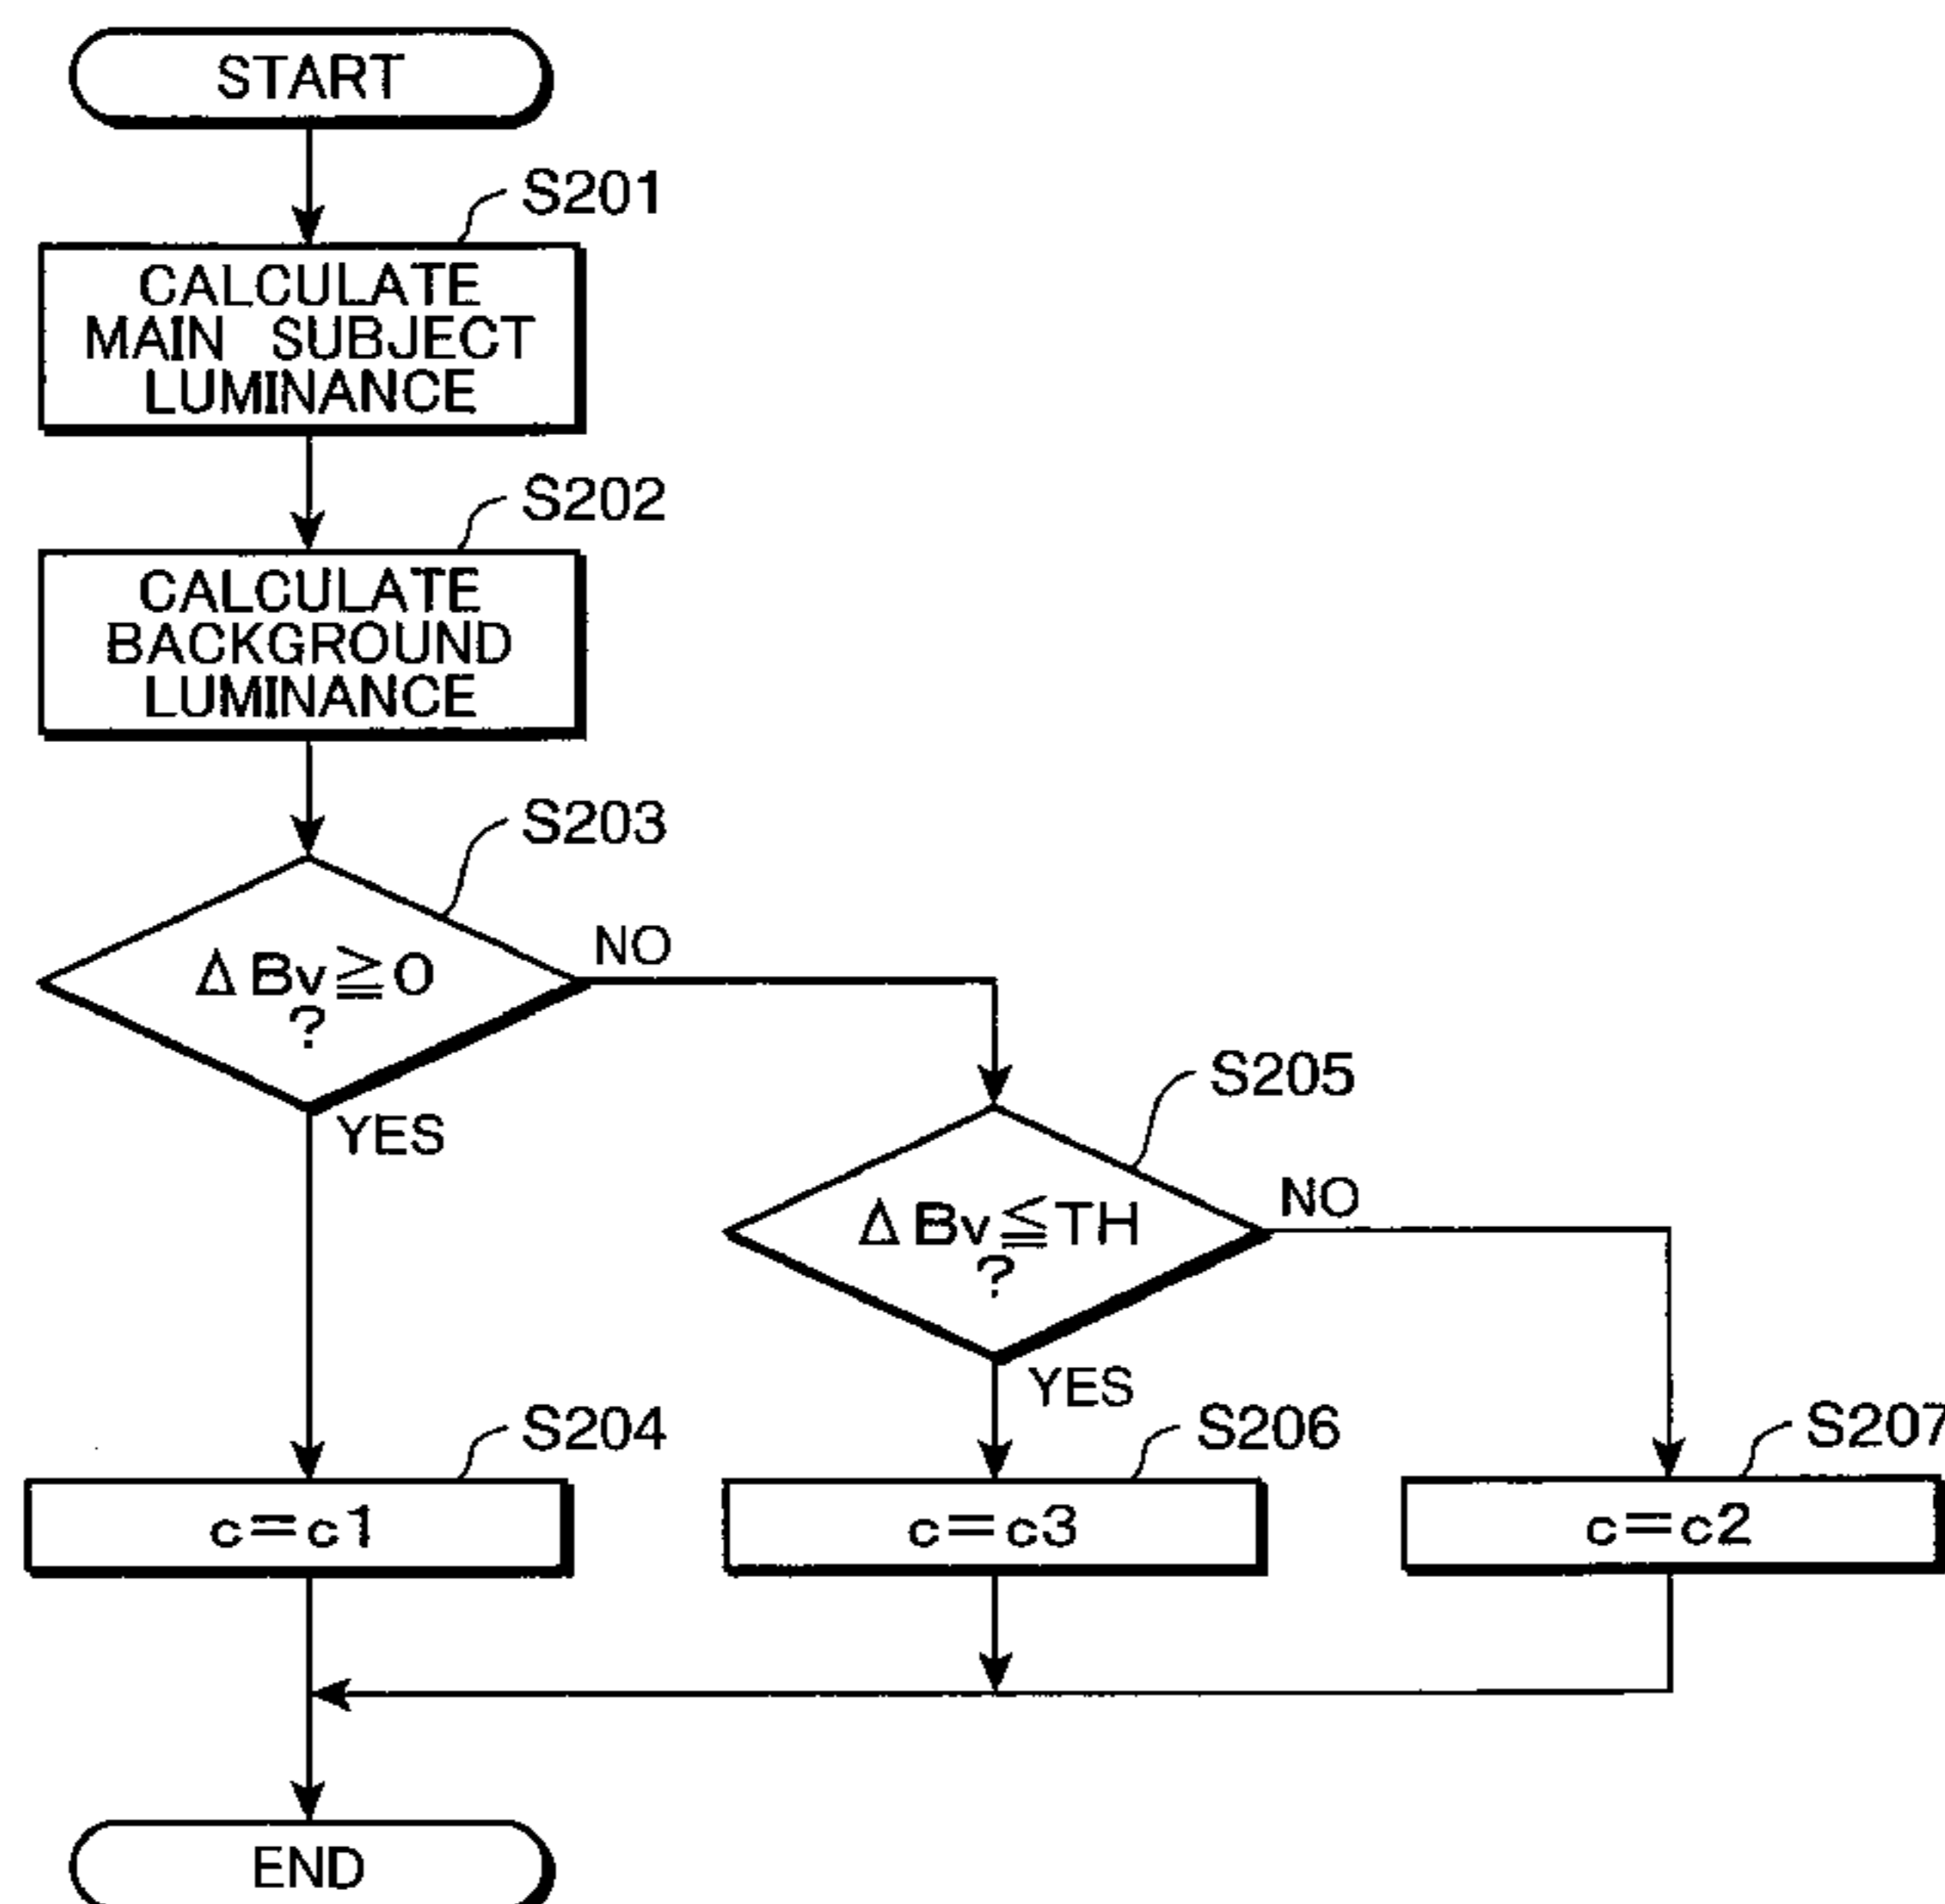 START
S201
CALCULATE
MAIN SUBJECT
LUMINANCE
S202
CALCULATE
BACKGROUND
LUMINANCE
S203
ΔBv≧0
?
NO
YES
S205
ΔBv≦TH
?
NO
YES
S204
c=c1
S206
c=c3
S207
c=c2
END